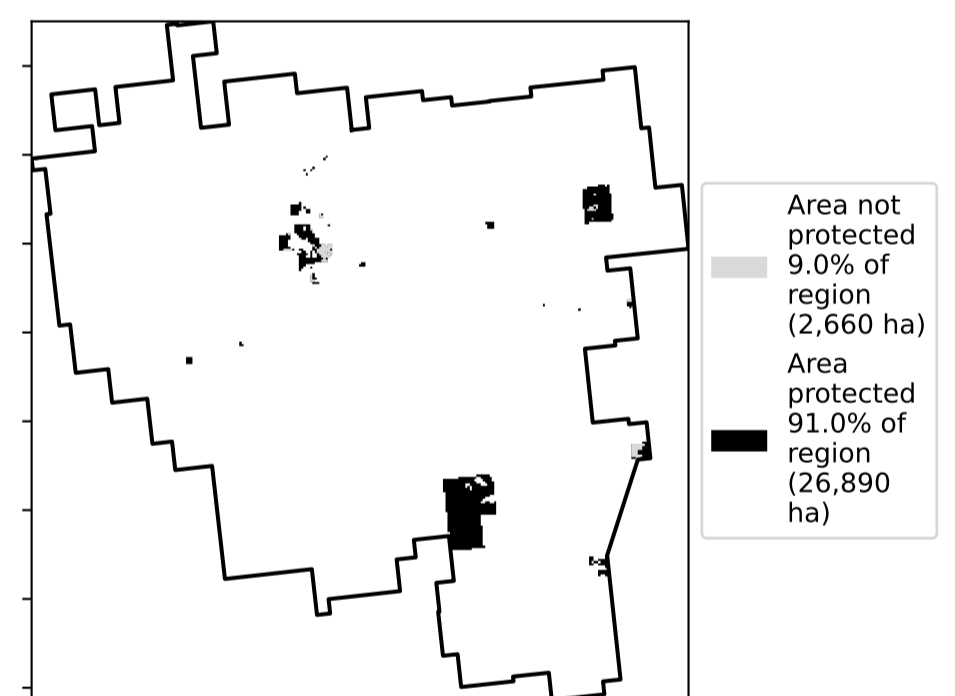 Area not
protected
9.0% of
region
(2,660 ha)
Area
protected
91.0% of
region
(26,890
ha)